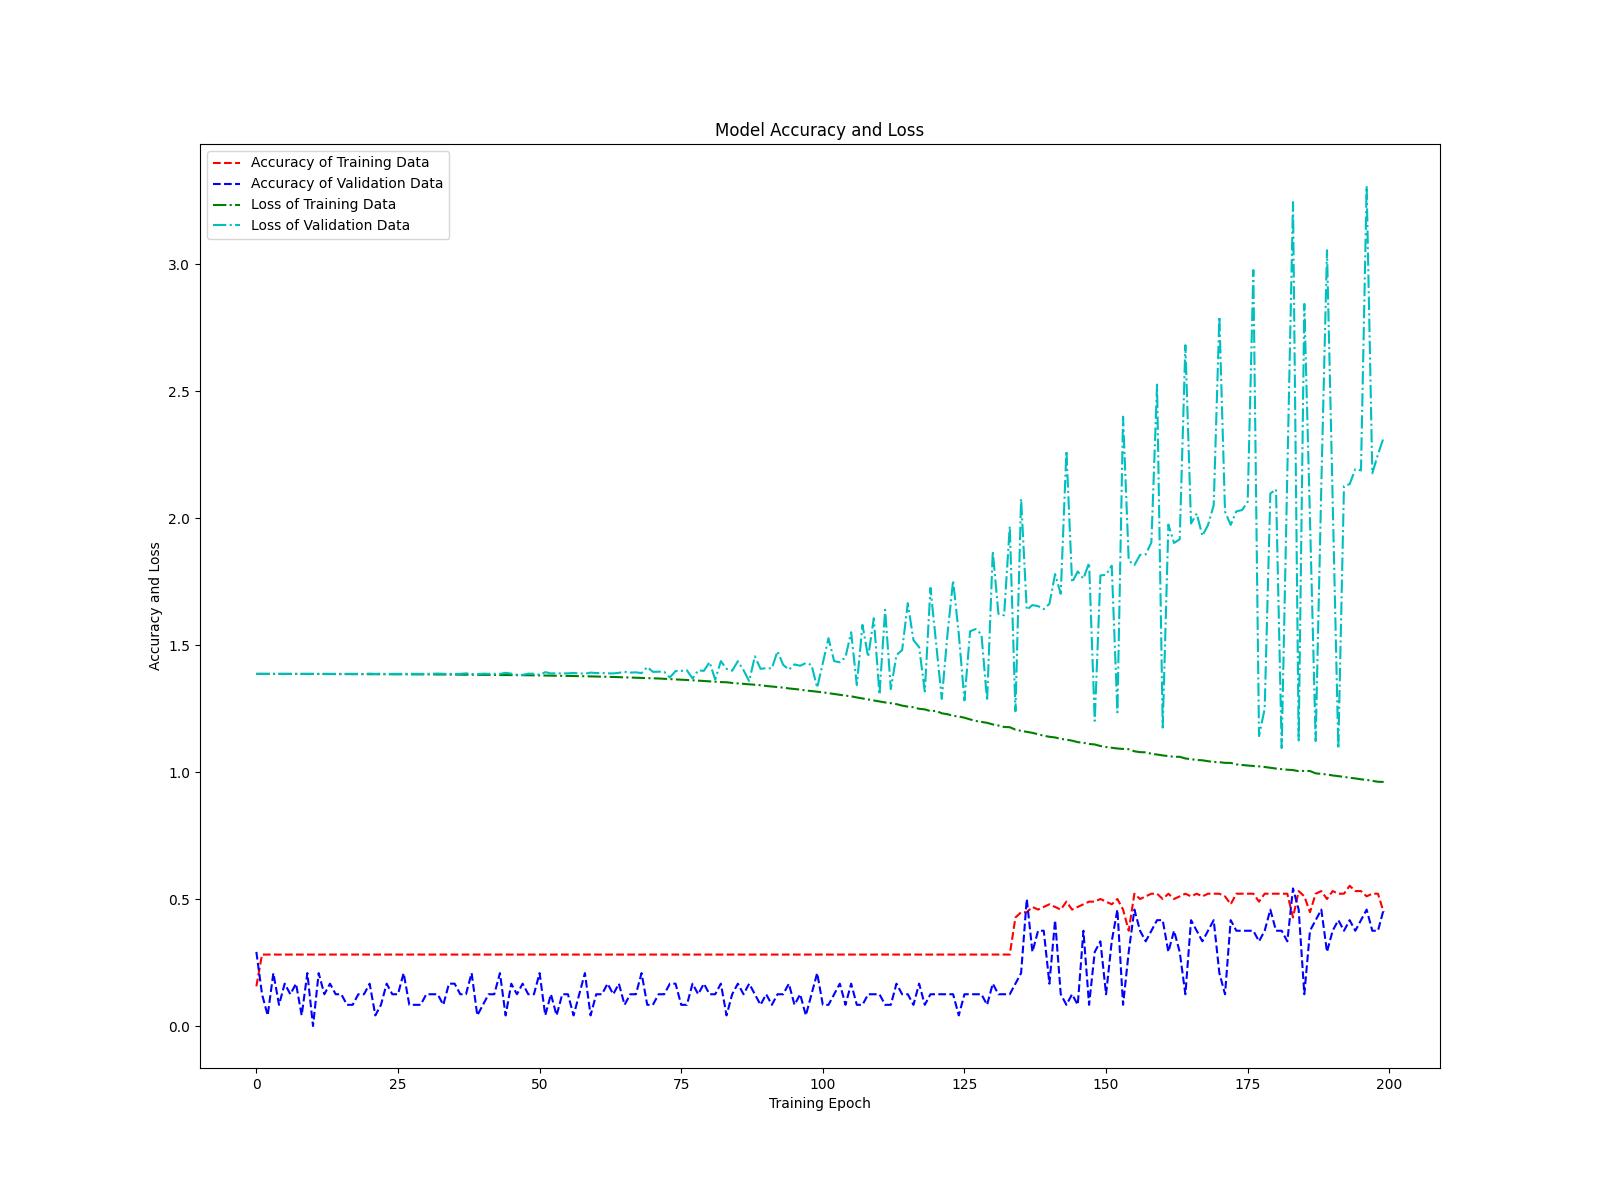 Model Accuracy and Loss
Accuracy of Training Data
Accuracy of Validation Data
Loss of Training Data
Loss of Validation Data
Accuracy and Loss
3.0
2.5
2.0
1.5
1.0
0.5
0.0
0 25 50 75 100 125 150 175 200
Training Epoch